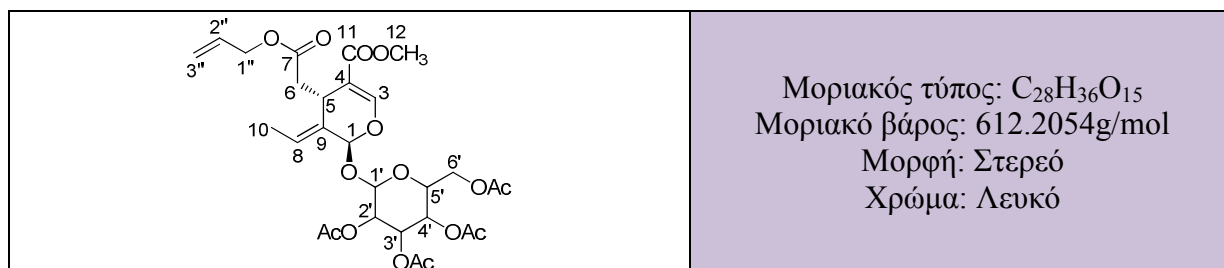 2'' O O 11 12
COOCH₃
3'' 1'' 7 4
6 5 3
10 O
8 9 1
O O 6'
1' 5' OAc
2' 4'
AcO OAc
3'
OAc
Μοριακός τύπος: C₂₈H₃₆O₁₅
Μοριακό βάρος: 612.2054g/mol
Μορφή: Στερεό
Χρώμα: Λευκό